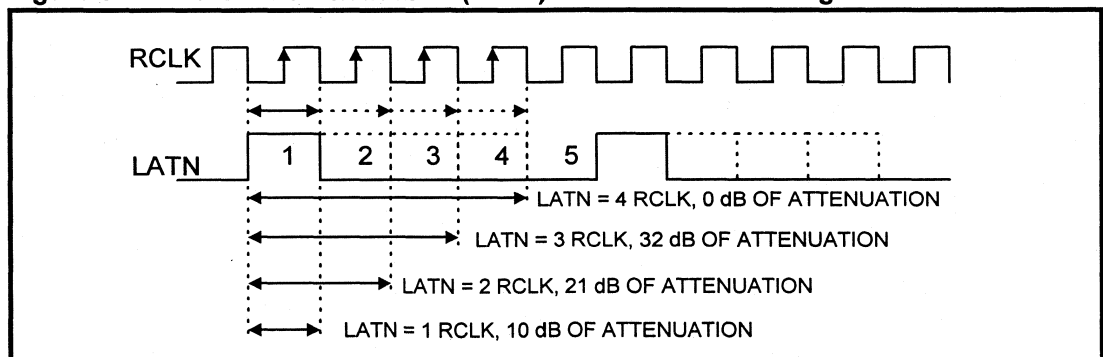 RCLK
LATN
1 2 3 4 5
LATN = 4 RCLK, 0 dB OF ATTENUATION
LATN = 3 RCLK, 32 dB OF ATTENUATION
LATN = 2 RCLK, 21 dB OF ATTENUATION
LATN = 1 RCLK, 10 dB OF ATTENUATION